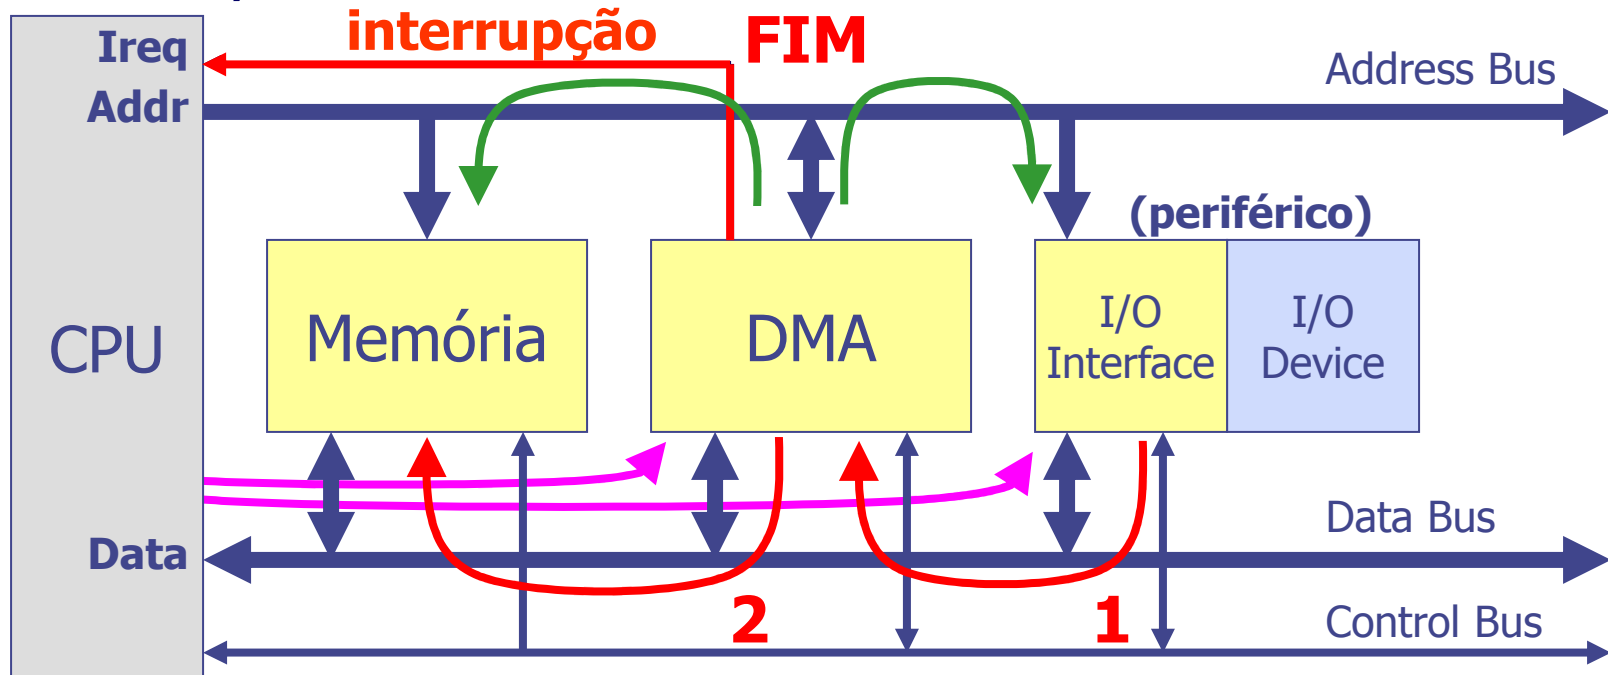 Ireq
interrupção
FIM
Address Bus
Addr
(periférico)
CPU
Memória
DMA
I/O
Interface
I/O
Device
Data
Data Bus
2
1
Control Bus